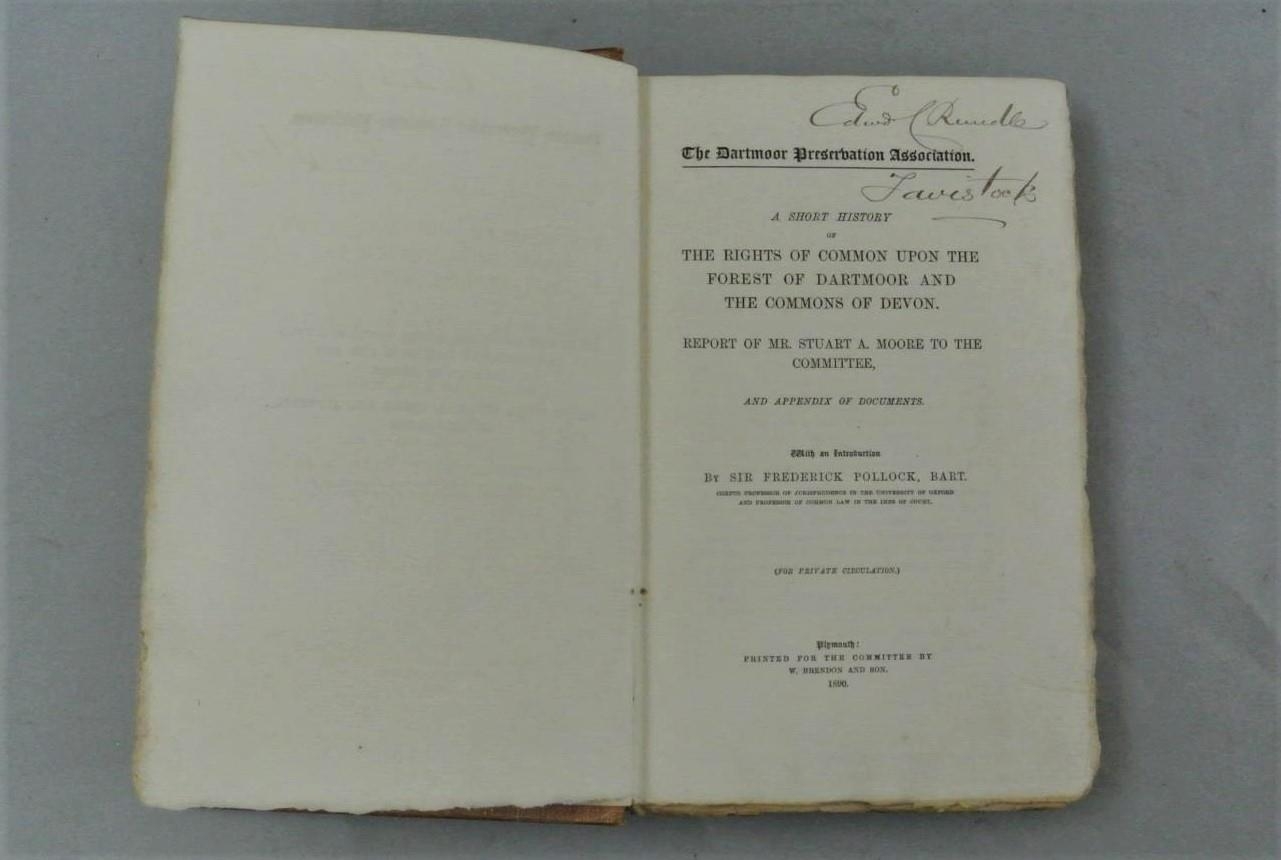 Edwd C Rundle
The Dartmoor Preservation Association.
Tavistock
A SHORT HISTORY
OF
THE RIGHTS OF COMMON UPON THE
FOREST OF DARTMOOR AND
THE COMMONS OF DEVON.
REPORT OF MR. STUART A. MOORE TO THE
COMMITTEE,
AND APPENDIX OF DOCUMENTS.
With an Introduction
BY SIR FREDERICK POLLOCK, BART.
CORPUS PROFESSOR OF JURISPRUDENCE IN THE UNIVERSITY OF OXFORD
AND PROFESSOR OF COMMON LAW IN THE INNS OF COURT.
(FOR PRIVATE CIRCULATION.)
Plymouth:
PRINTED FOR THE COMMITTEE BY
W. BRENDON AND SON.
1890.